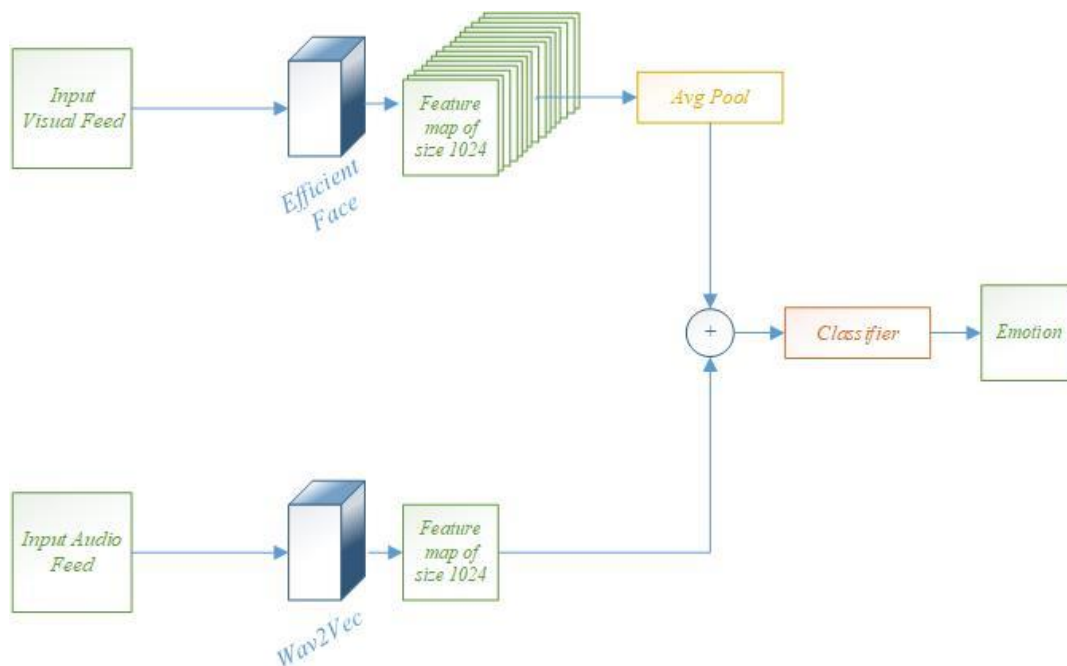 Input
Visual Feed
Efficient
Face
Feature
map of
size 1024
Avg Pool
+
Classifier
Emotion
Input Audio
Feed
Wav2Vec
Feature
map of
size 1024